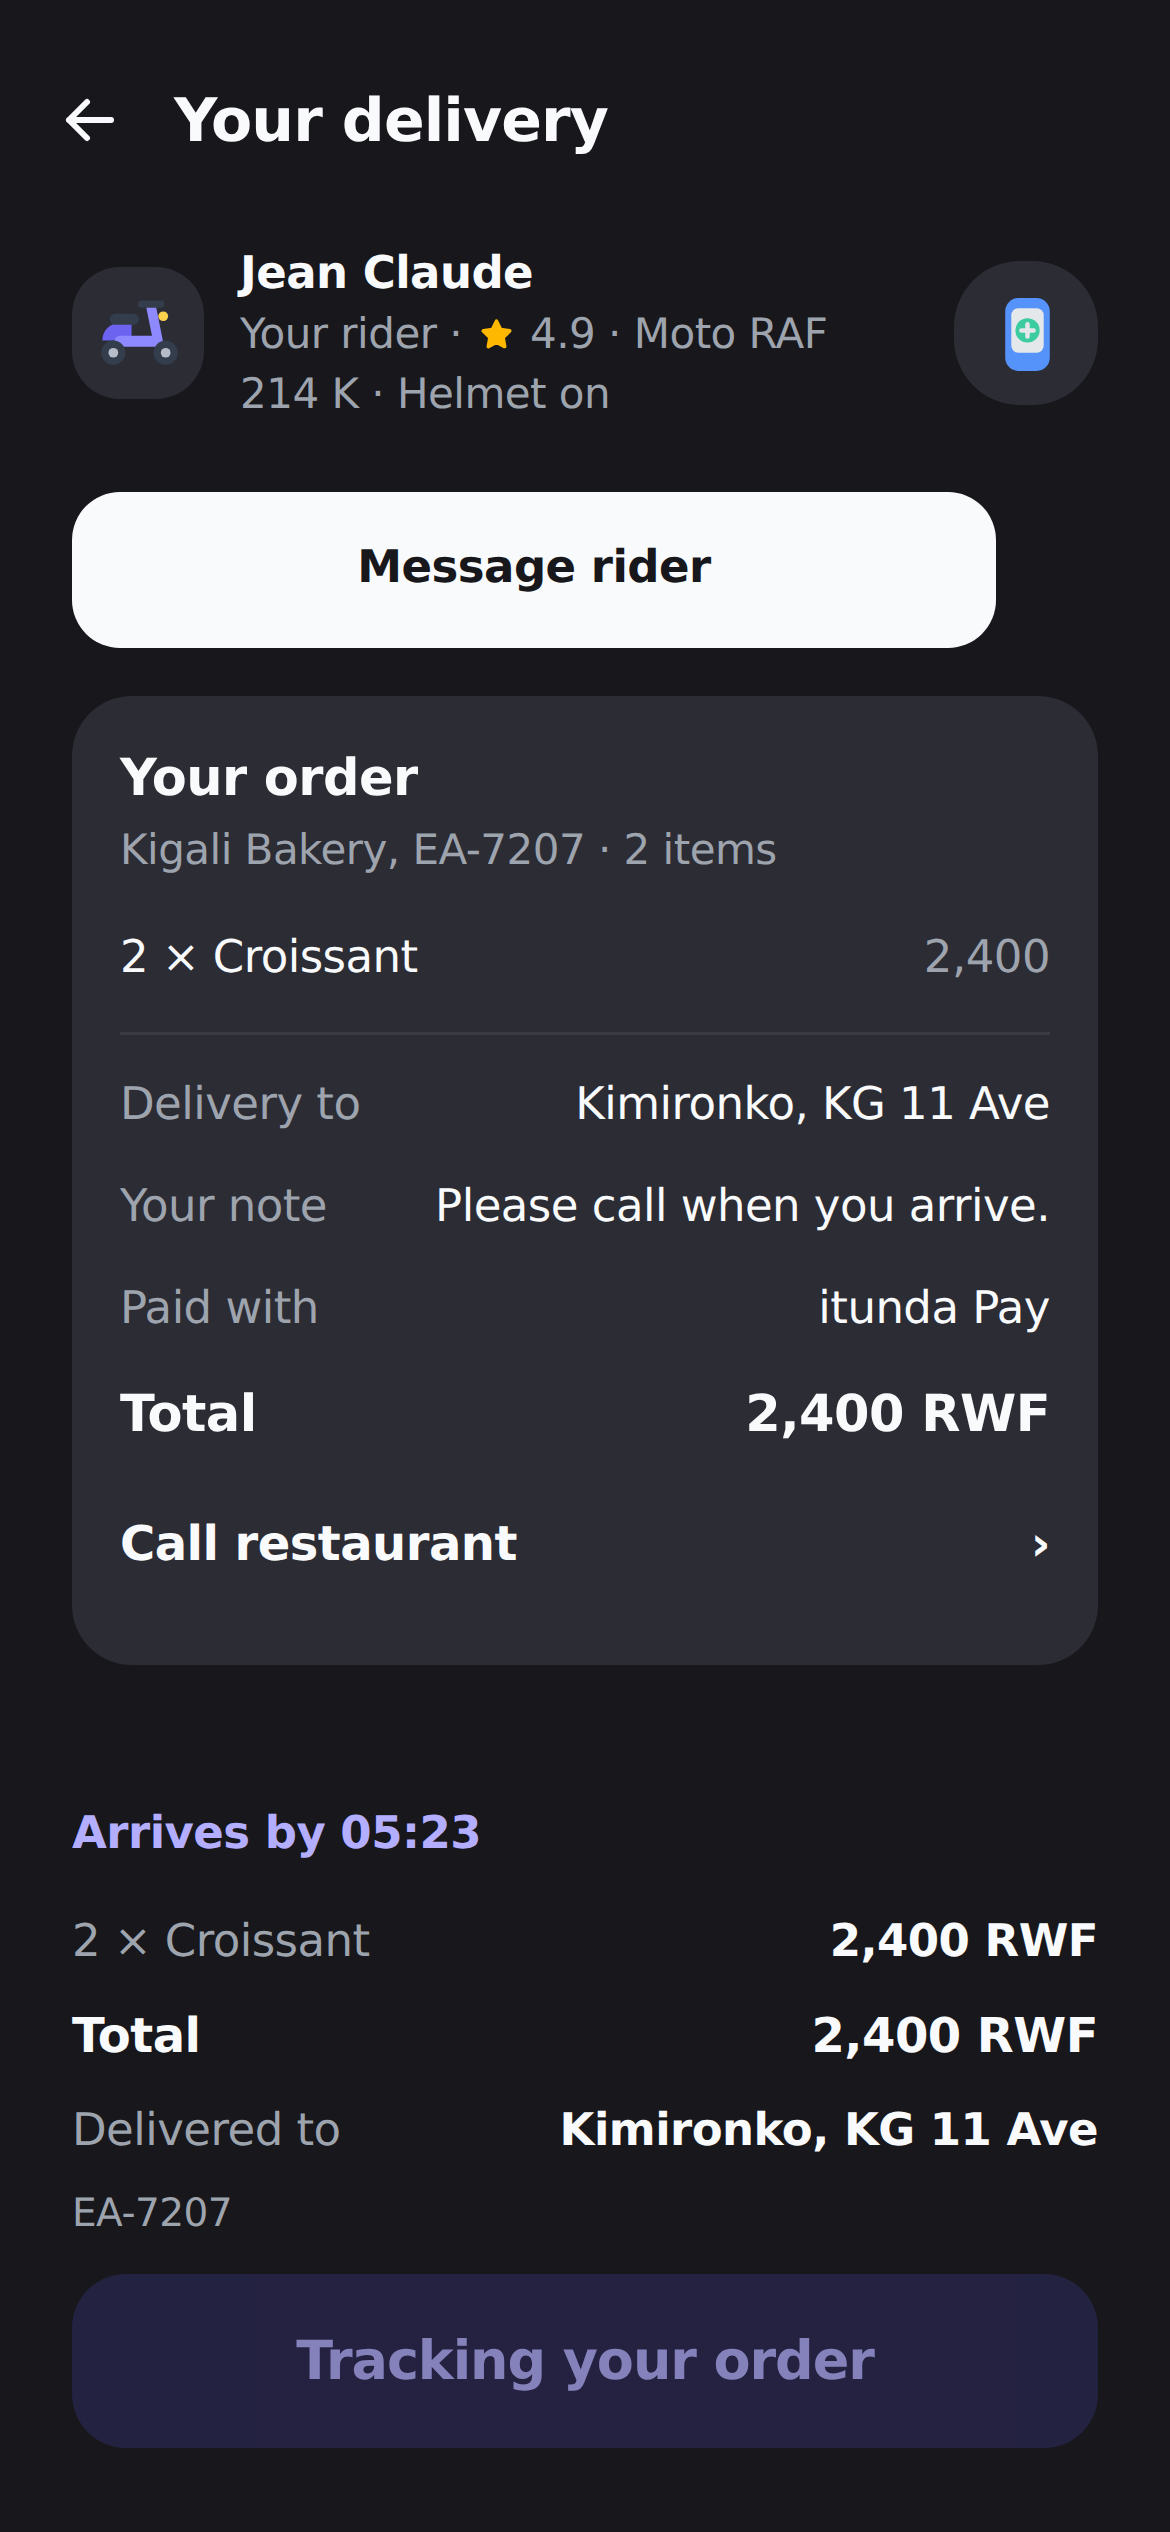 Your delivery
Jean Claude
Your rider · 4.9 · Moto RAF
214 K · Helmet on
Message rider
Your order
Kigali Bakery, EA-7207 · 2 items
2 × Croissant 2,400
Delivery to Kimironko, KG 11 Ave
Your note Please call when you arrive.
Paid with itunda Pay
Total 2,400 RWF
Call restaurant ›
Arrives by 05:23
2 × Croissant 2,400 RWF
Total 2,400 RWF
Delivered to Kimironko, KG 11 Ave
EA-7207
Tracking your order